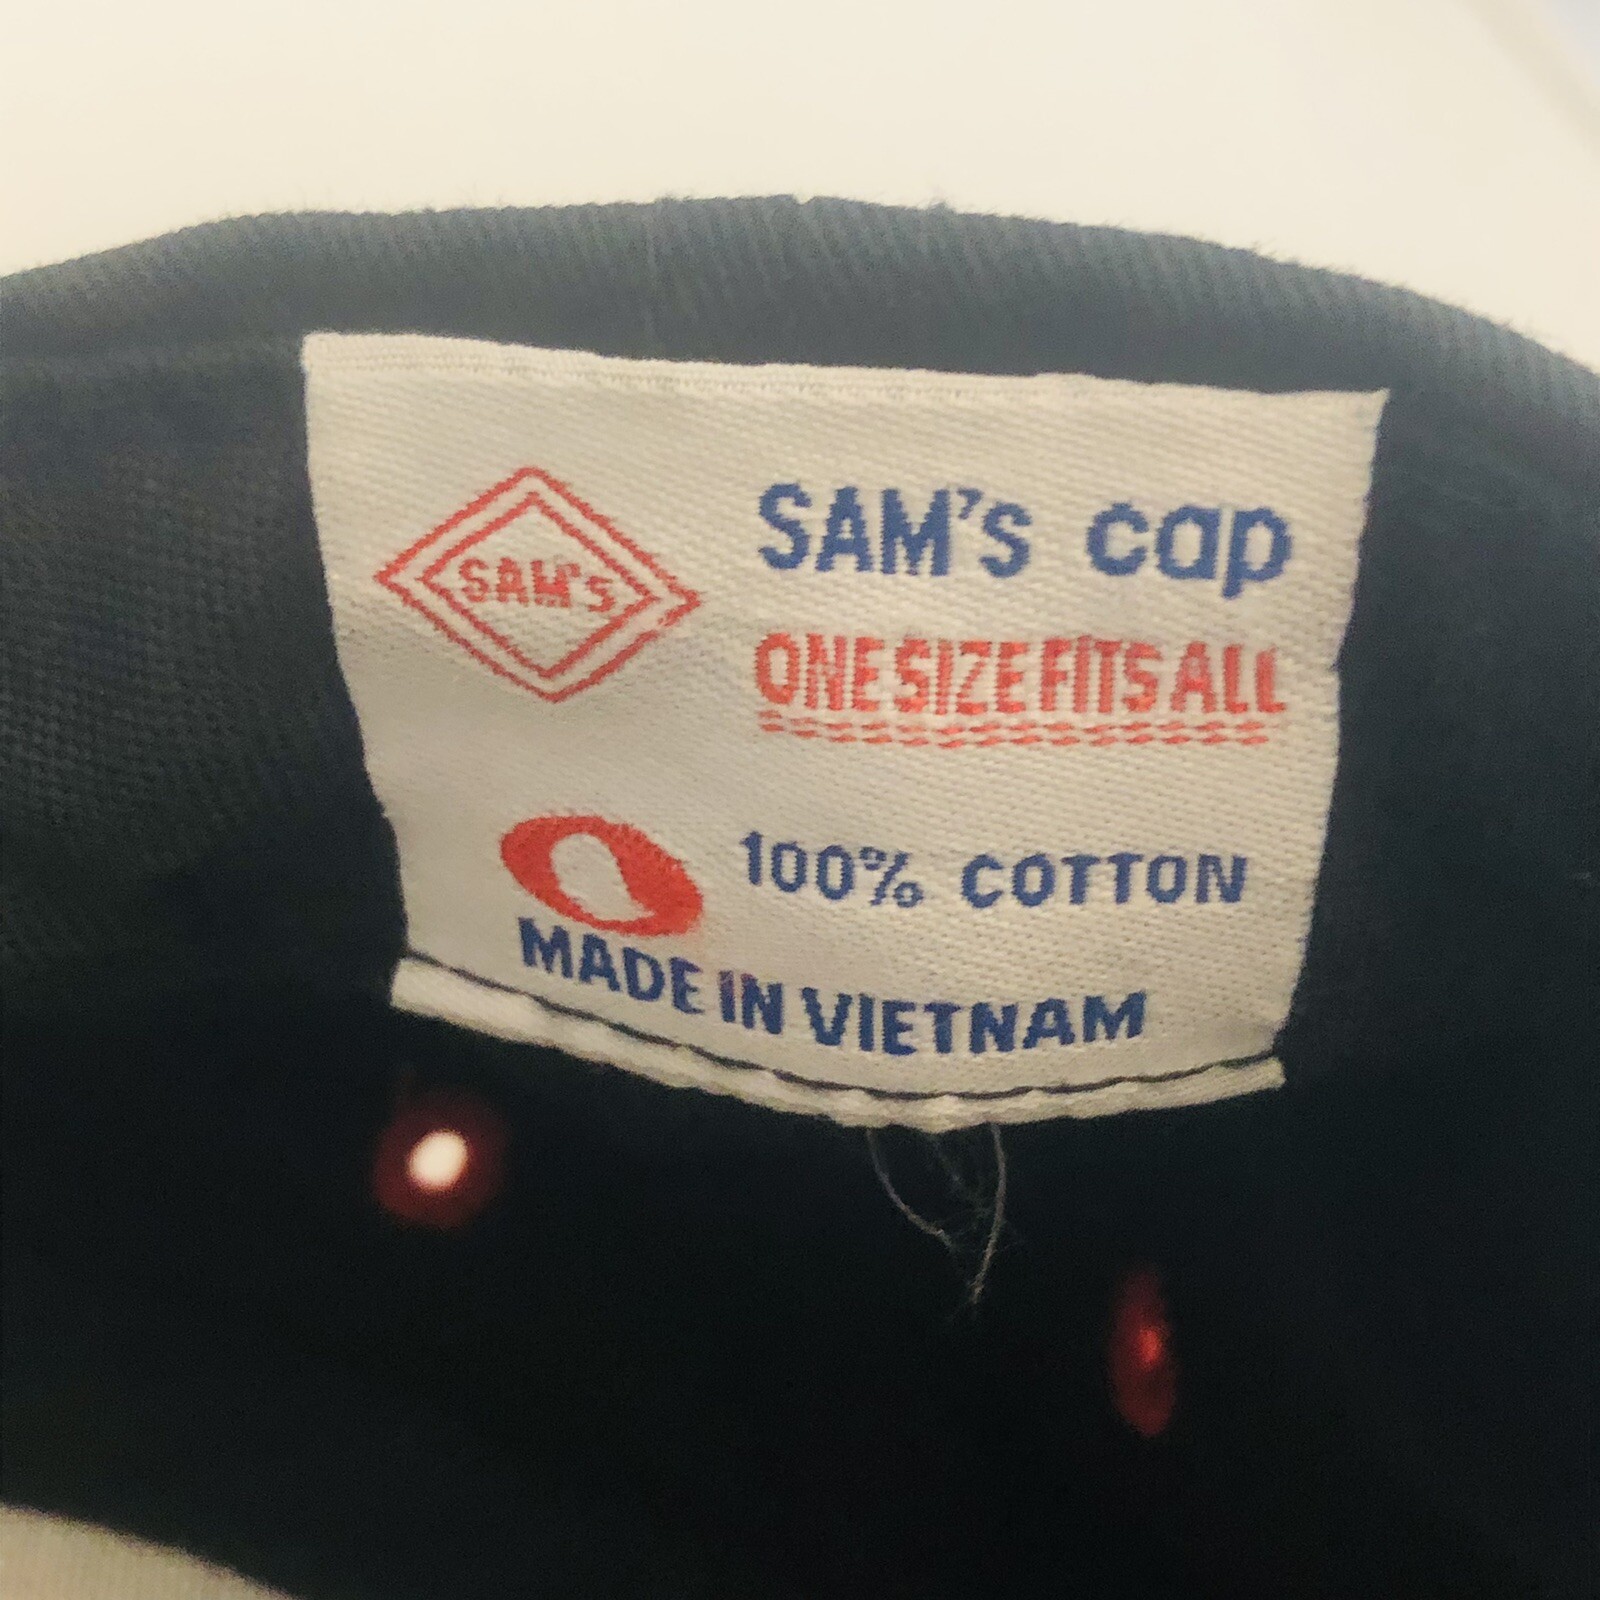 SAM'S
SAM's cap
ONE SIZE FITS ALL
100% COTTON
MADE IN VIETNAM